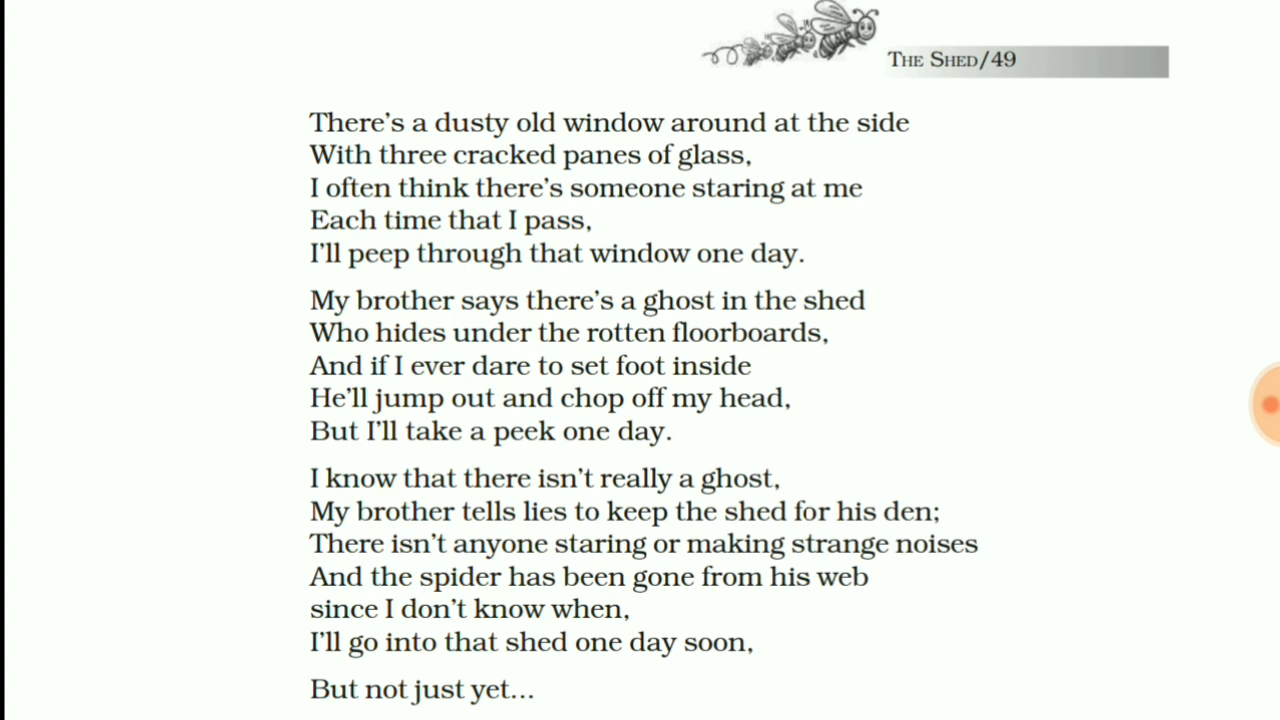 THE SHED/49
There's a dusty old window around at the side
With three cracked panes of glass,
I often think there's someone staring at me
Each time that I pass,
I'll peep through that window one day.
My brother says there's a ghost in the shed
Who hides under the rotten floorboards,
And if I ever dare to set foot inside
He'll jump out and chop off my head,
But I'll take a peek one day.
I know that there isn't really a ghost,
My brother tells lies to keep the shed for his den;
There isn't anyone staring or making strange noises
And the spider has been gone from his web
since I don't know when,
I'll go into that shed one day soon,
But not just yet...